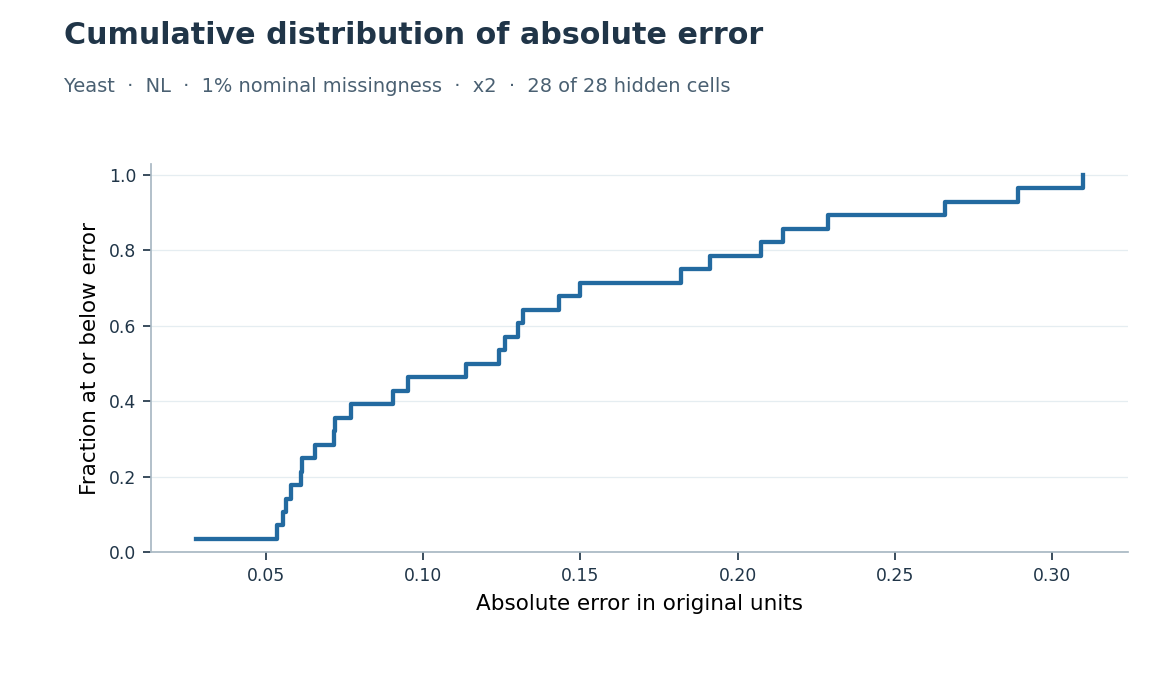 Cumulative distribution of absolute error
Yeast · NL · 1% nominal missingness · x2 · 28 of 28 hidden cells
Fraction at or below error
1.0
0.8
0.6
0.4
0.2
0.0
0.05 0.10 0.15 0.20 0.25 0.30
Absolute error in original units